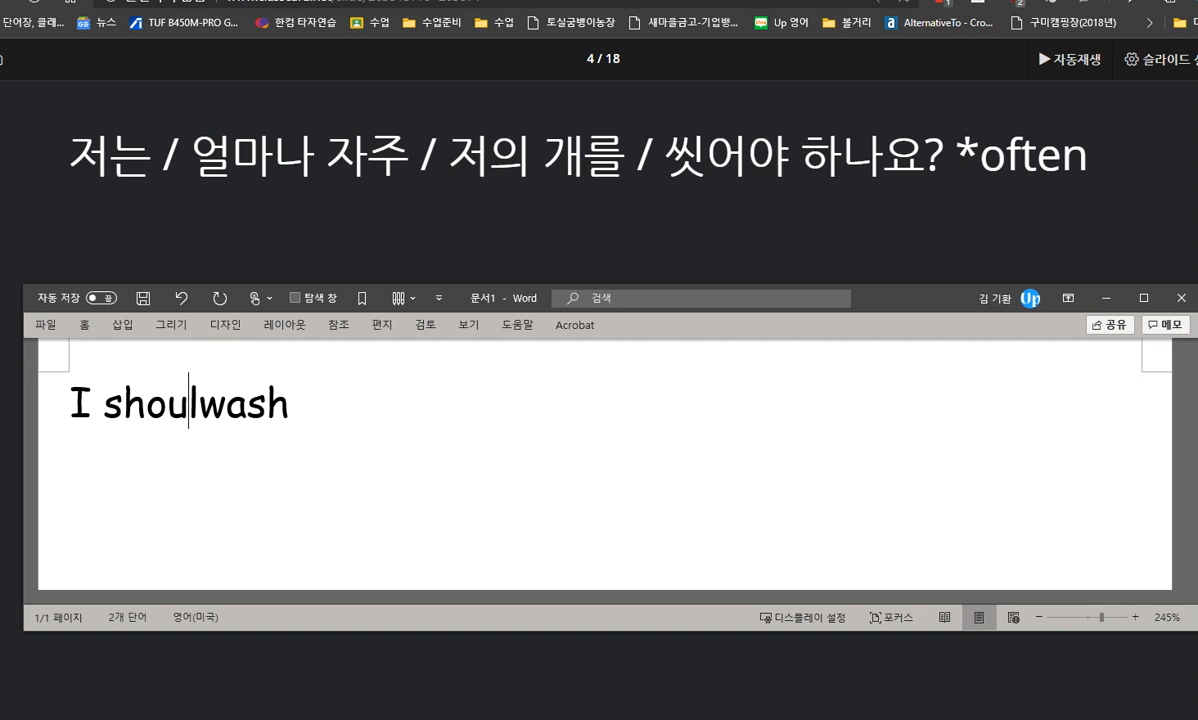 단어장, 클래... 뉴스 TUF B450M-PRO G... 한컴 타자연습 수업 수업준비 수업 토실굼벵이농장 새마을금고-기업뱅... Up 영어 볼거리 AlternativeTo - Cro... 구미캠핑장(2018년)
4 / 18
자동재생 슬라이드
저는 / 얼마나 자주 / 저의 개를 / 씻어야 하나요? *often
자동 저장 끔 탐색 창 문서1 - Word 검색 김 기환 Up
파일 홈 삽입 그리기 디자인 레이아웃 참조 편지 검토 보기 도움말 Acrobat 공유 메모
I shoulwash
1/1 페이지 2개 단어 영어(미국) 디스플레이 설정 포커스 245%